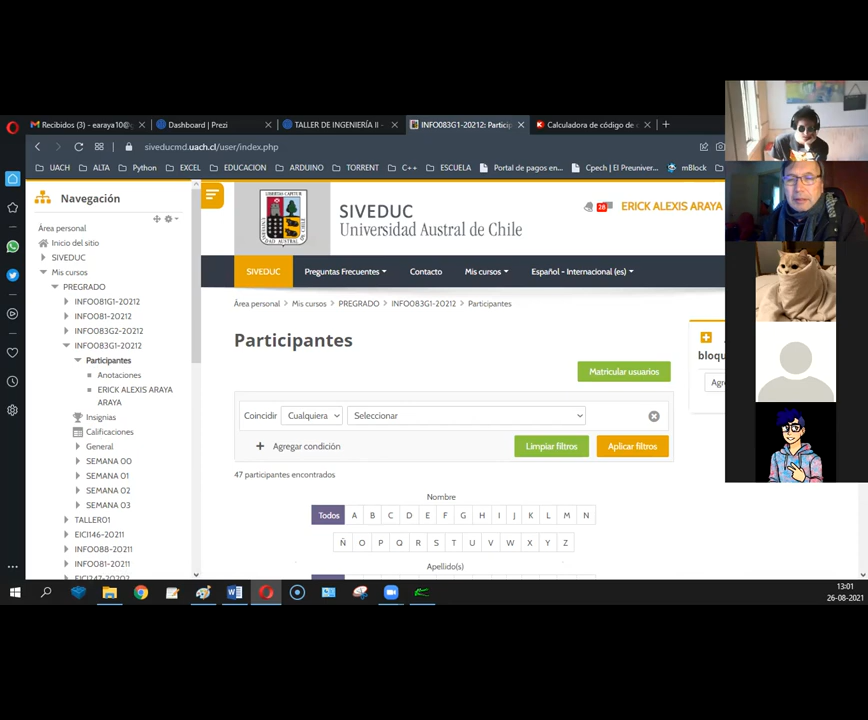 Recibidos (3) - earaya10@g
Dashboard | Prezi
TALLER DE INGENIERÍA II –
INFO083G1-20212: Particip
Calculadora de código de c
siveducmd.uach.cl/user/index.php
UACH ALTA Python EXCEL EDUCACION ARDUINO TORRENT C++ ESCUELA Portal de pagos en... Cpech | El Preuniver... mBlock
Navegación
Área personal
Inicio del sitio
SIVEDUC
Mis cursos
PREGRADO
INFO081G1-20212
INFO081-20212
INFO083G2-20212
INFO083G1-20212
Participantes
Anotaciones
ERICK ALEXIS ARAYA
ARAYA
Insignias
Calificaciones
General
SEMANA 00
SEMANA 01
SEMANA 02
SEMANA 03
TALLER01
EICI146-20211
INFO088-20211
INFO081-20211
EICI247-20202
SIVEDUC
Universidad Austral de Chile
28
ERICK ALEXIS ARAYA
SIVEDUC Preguntas Frecuentes Contacto Mis cursos Español - Internacional (es)
Área personal > Mis cursos > PREGRADO > INFO083G1-20212 > Participantes
Participantes
Matricular usuarios
Coincidir Cualquiera Seleccionar
Agregar condición
Limpiar filtros
Aplicar filtros
47 participantes encontrados
Nombre
Todos A B C D E F G H I J K L M N
Ñ O P Q R S T U V W X Y Z
Apellido(s)
bloqu
Agre
13:01
26-08-2021